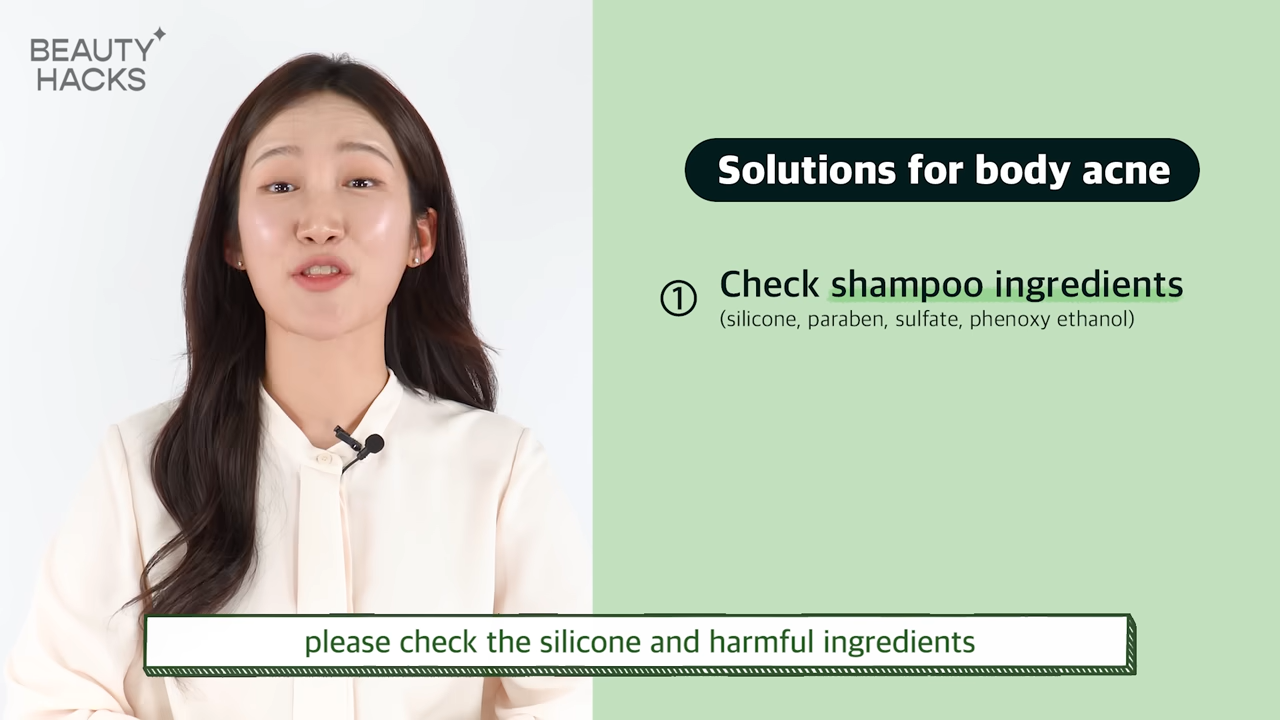 BEAUTY
HACKS
Solutions for body acne
① Check shampoo ingredients
(silicone, paraben, sulfate, phenoxy ethanol)
please check the silicone and harmful ingredients